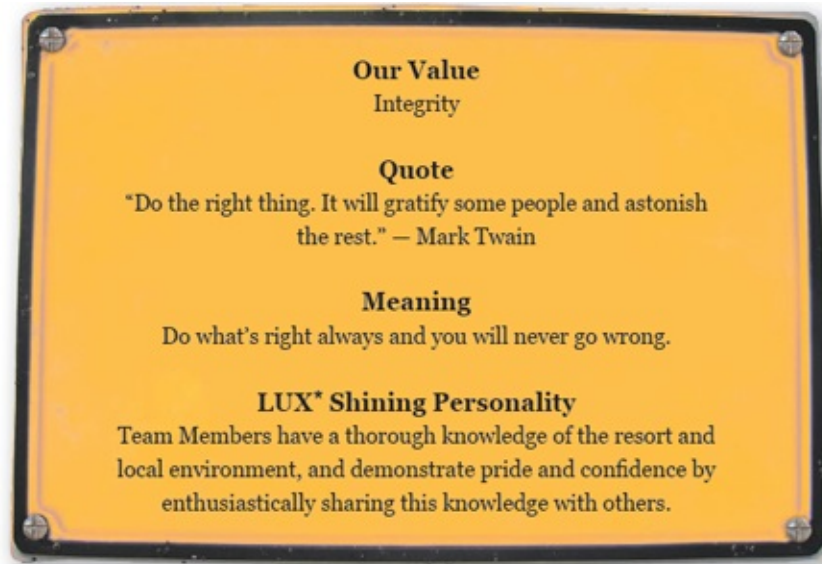 Our Value
Integrity
Quote
“Do the right thing. It will gratify some people and astonish
the rest.” — Mark Twain
Meaning
Do what’s right always and you will never go wrong.
LUX* Shining Personality
Team Members have a thorough knowledge of the resort and
local environment, and demonstrate pride and confidence by
enthusiastically sharing this knowledge with others.